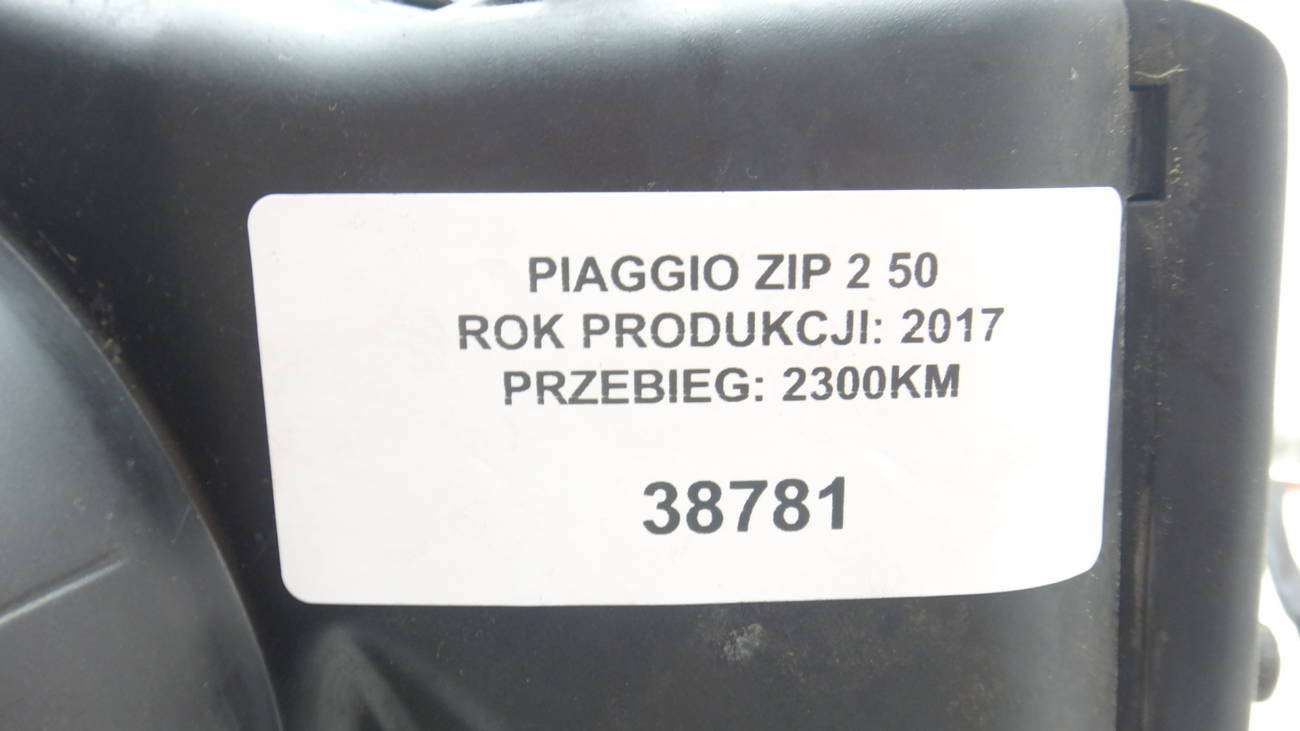 PIAGGIO ZIP 2 50
ROK PRODUKCJI: 2017
PRZEBIEG: 2300KM
38781